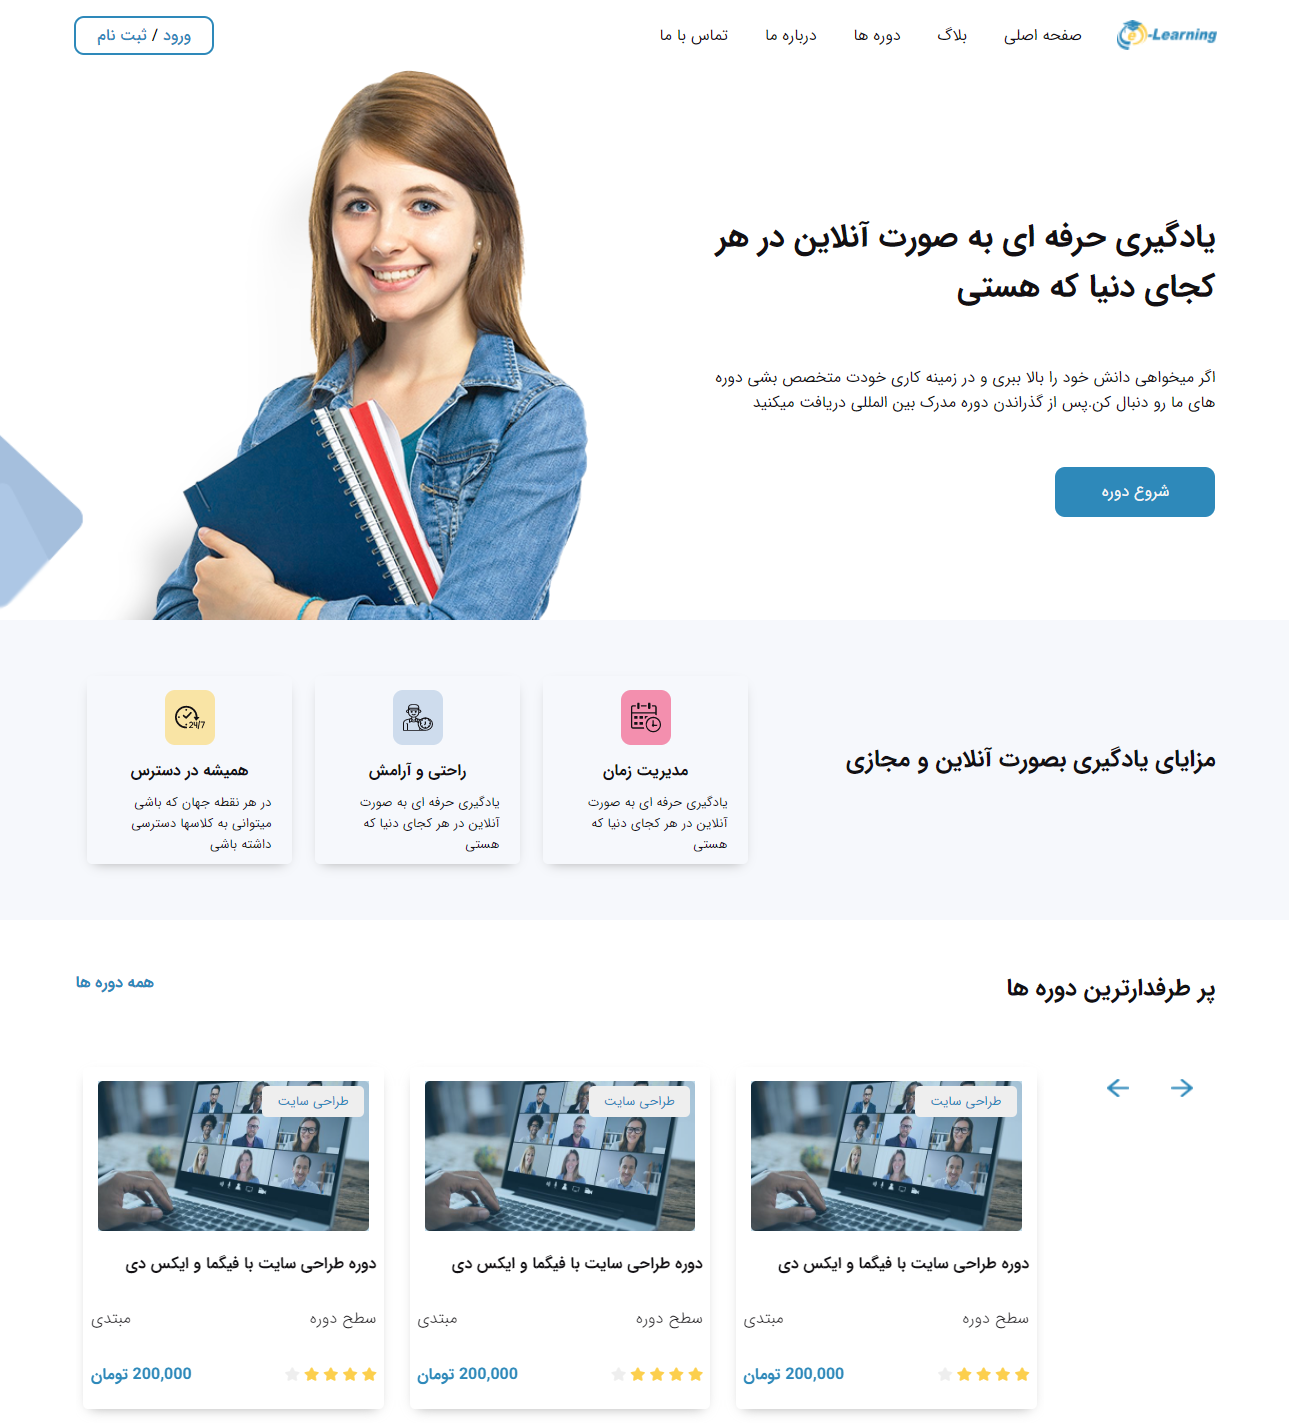 e-Learning
صفحه اصلی
بلاگ
دوره ها
درباره ما
تماس با ما
ورود / ثبت نام
یادگیری حرفه ای به صورت آنلاین در هر
کجای دنیا که هستی
اگر میخواهی دانش خود را بالا ببری و در زمینه کاری خودت متخصص بشی دوره
های ما رو دنبال کن.پس از گذراندن دوره مدرک بین المللی دریافت میکنید
شروع دوره
مزایای یادگیری بصورت آنلاین و مجازی
مدیریت زمان
یادگیری حرفه ای به صورت
آنلاین در هر کجای دنیا که
هستی
راحتی و آرامش
یادگیری حرفه ای به صورت
آنلاین در هر کجای دنیا که
هستی
24/7
همیشه در دسترس
در هر نقطه جهان که باشی
میتوانی به کلاسها دسترسی
داشته باشی
پر طرفدارترین دوره ها
همه دوره ها
طراحی سایت
دوره طراحی سایت با فیگما و ایکس دی
سطح دوره
مبتدی
200,000 تومان
طراحی سایت
دوره طراحی سایت با فیگما و ایکس دی
سطح دوره
مبتدی
200,000 تومان
طراحی سایت
دوره طراحی سایت با فیگما و ایکس دی
سطح دوره
مبتدی
200,000 تومان